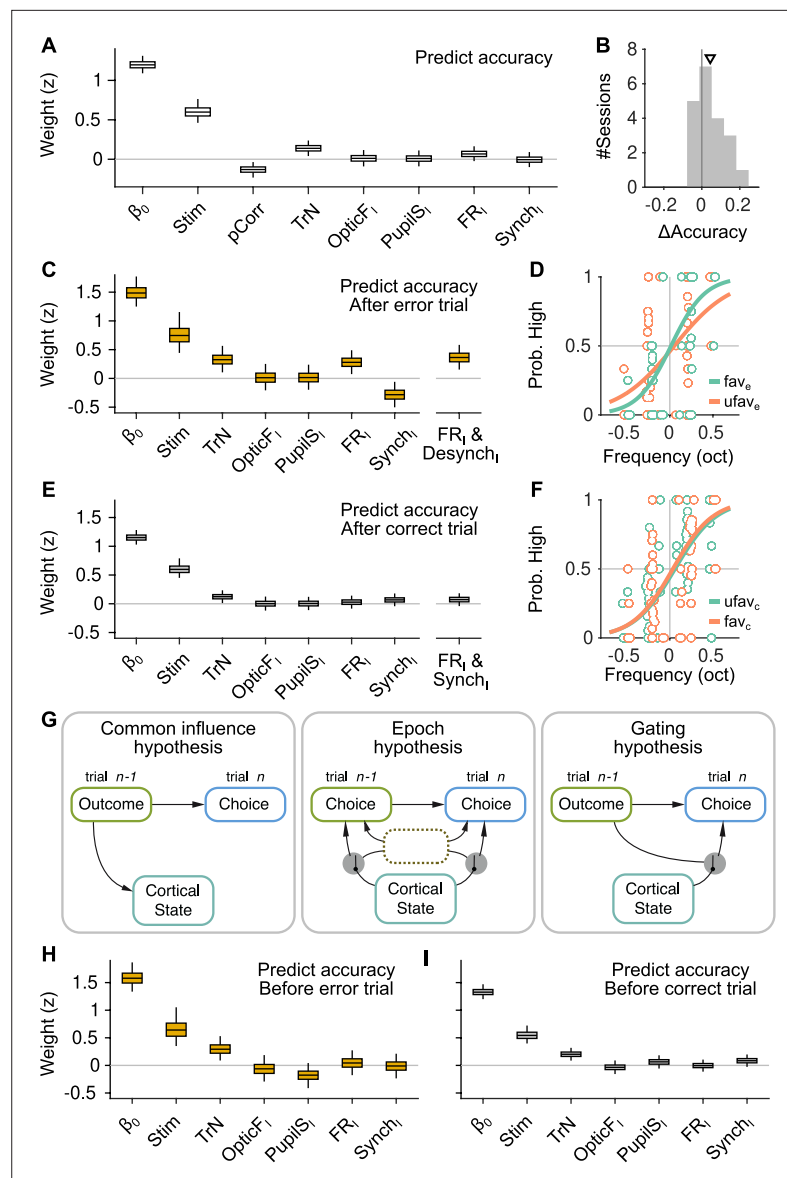 A
Predict accuracy
Weight (z)
1
0.5
0
β0
Stim
pCorr
TrN
OpticFI
PupilSI
FRI
SynchI
B
#Sessions
8
6
4
2
0
-0.2
0
0.2
ΔAccuracy
C
Predict accuracy
After error trial
Weight (z)
1.5
1
0.5
0
-0.5
β0
Stim
TrN
OpticFI
PupilSI
FRI
SynchI
FRI &
DesynchI
D
Prob. High
1
0.5
0
fave
ufave
-0.5
0
0.5
Frequency (oct)
E
Predict accuracy
After correct trial
Weight (z)
1.5
1
0.5
0
-0.5
β0
Stim
TrN
OpticFI
PupilSI
FRI
SynchI
FRI &
SynchI
F
Prob. High
1
0.5
0
ufavc
favc
-0.5
0
0.5
Frequency (oct)
G
Common influence
hypothesis
trial n-1
trial n
Outcome
Choice
Cortical
State
Epoch
hypothesis
trial n-1
trial n
Choice
Choice
Cortical
State
Gating
hypothesis
trial n-1
trial n
Outcome
Choice
Cortical
State
H
Predict accuracy
Before error trial
Weight (z)
1.5
1
0.5
0
-0.5
β0
Stim
TrN
OpticFI
PupilSI
FRI
SynchI
I
Predict accuracy
Before correct trial
1.5
1
0.5
0
-0.5
β0
Stim
TrN
OpticFI
PupilSI
FRI
SynchI